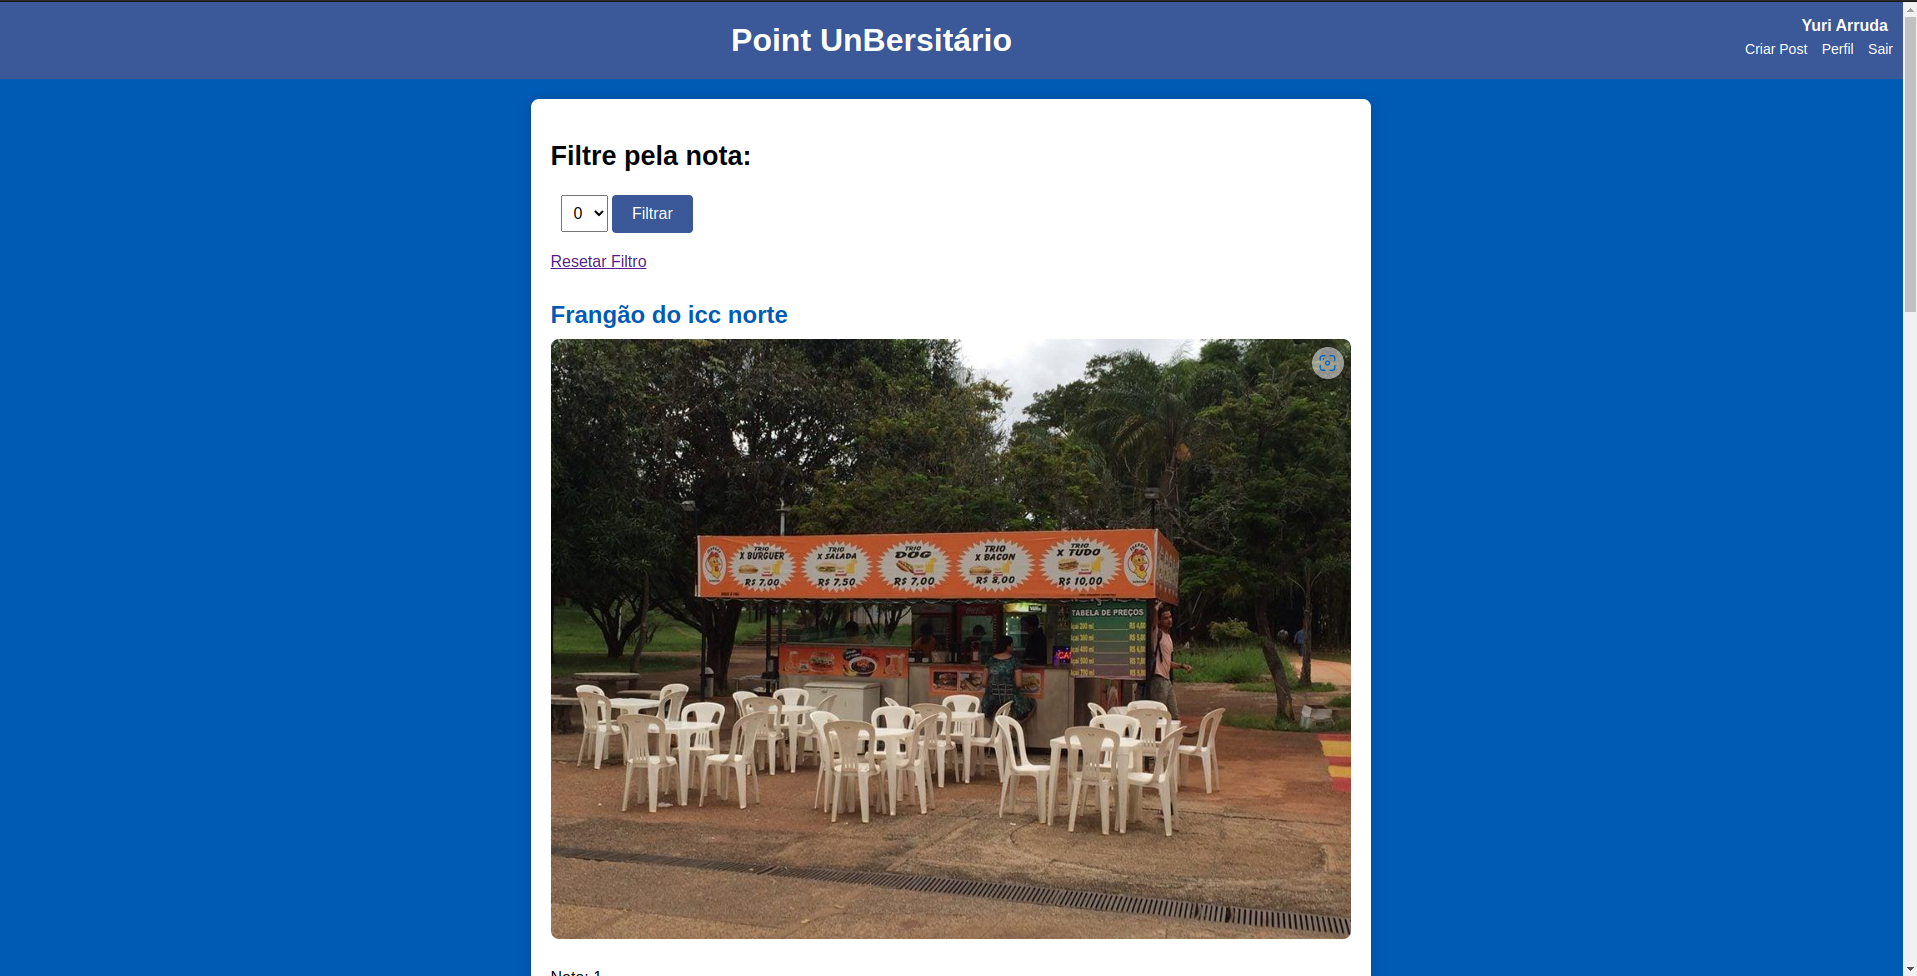 Point UnBersitário
Yuri Arruda
Criar Post Perfil Sair
Filtre pela nota:
0 Filtrar
Resetar Filtro
Frangão do icc norte
TRIO X BURGUER R$ 7,00
TRIO X SALADA R$ 7,50
TRIO DOG R$ 7,00
TRIO X BACON R$ 8,00
TRIO X TUDO R$ 10,00
TABELA DE PREÇOS
Nota: 1